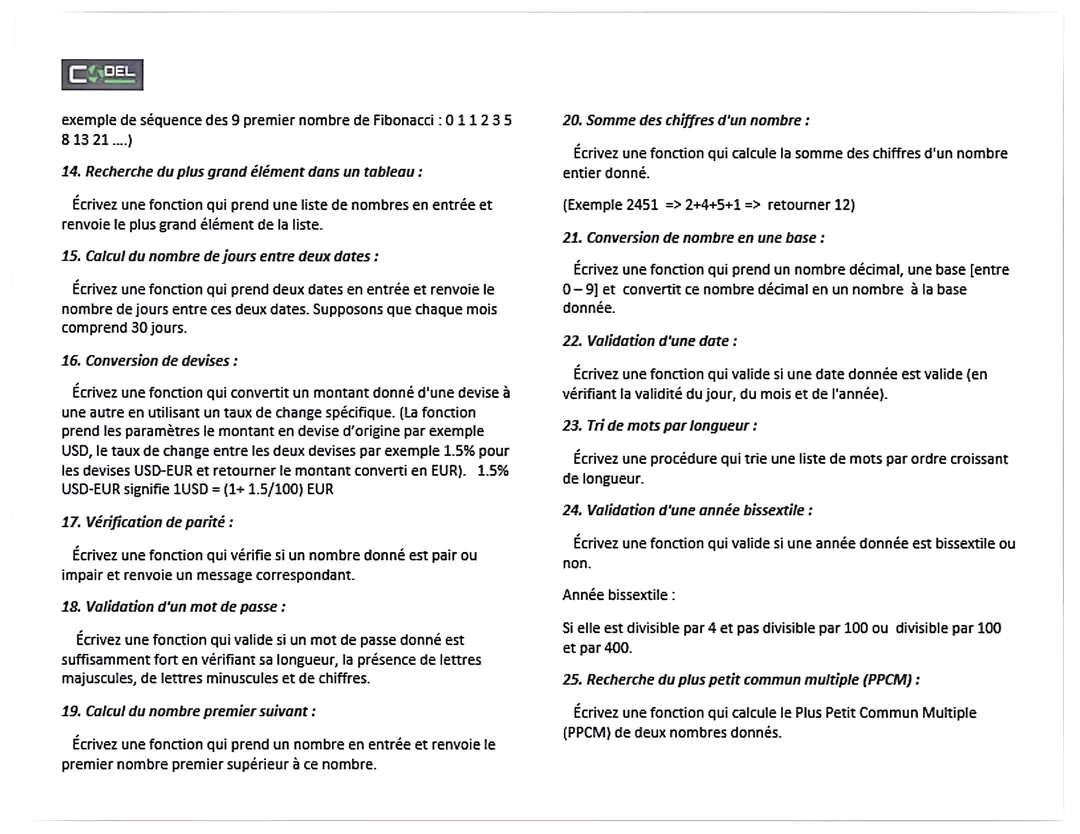 CODEL
exemple de séquence des 9 premier nombre de Fibonacci : 0 1 1 2 3 5
8 13 21 ....)
14. Recherche du plus grand élément dans un tableau :
Écrivez une fonction qui prend une liste de nombres en entrée et
renvoie le plus grand élément de la liste.
15. Calcul du nombre de jours entre deux dates :
Écrivez une fonction qui prend deux dates en entrée et renvoie le
nombre de jours entre ces deux dates. Supposons que chaque mois
comprend 30 jours.
16. Conversion de devises :
Écrivez une fonction qui convertit un montant donné d'une devise à
une autre en utilisant un taux de change spécifique. (La fonction
prend les paramètres le montant en devise d’origine par exemple
USD, le taux de change entre les deux devises par exemple 1.5% pour
les devises USD-EUR et retourner le montant converti en EUR).   1.5%
USD-EUR signifie 1USD = (1+ 1.5/100) EUR
17. Vérification de parité :
Écrivez une fonction qui vérifie si un nombre donné est pair ou
impair et renvoie un message correspondant.
18. Validation d'un mot de passe :
Écrivez une fonction qui valide si un mot de passe donné est
suffisamment fort en vérifiant sa longueur, la présence de lettres
majuscules, de lettres minuscules et de chiffres.
19. Calcul du nombre premier suivant :
Écrivez une fonction qui prend un nombre en entrée et renvoie le
premier nombre premier supérieur à ce nombre.
20. Somme des chiffres d'un nombre :
Écrivez une fonction qui calcule la somme des chiffres d'un nombre
entier donné.
(Exemple 2451  => 2+4+5+1 =>  retourner 12)
21. Conversion de nombre en une base :
Écrivez une fonction qui prend un nombre décimal, une base [entre
0 – 9] et  convertit ce nombre décimal en un nombre  à la base
donnée.
22. Validation d'une date :
Écrivez une fonction qui valide si une date donnée est valide (en
vérifiant la validité du jour, du mois et de l'année).
23. Tri de mots par longueur :
Écrivez une procédure qui trie une liste de mots par ordre croissant
de longueur.
24. Validation d'une année bissextile :
Écrivez une fonction qui valide si une année donnée est bissextile ou
non.
Année bissextile :
Si elle est divisible par 4 et pas divisible par 100 ou  divisible par 100
et par 400.
25. Recherche du plus petit commun multiple (PPCM) :
Écrivez une fonction qui calcule le Plus Petit Commun Multiple
(PPCM) de deux nombres donnés.